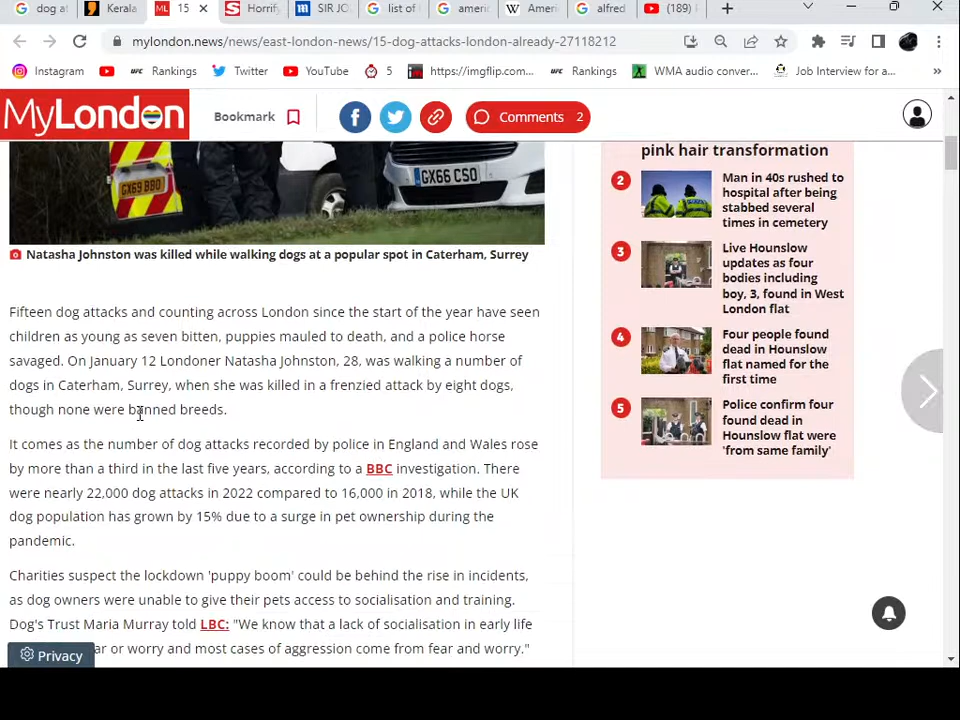 dog at
Kerala
ML 15
Horrify
SIR JO
list of
americ
W Ameri
alfred
(189)
mylondon.news/news/east-london-news/15-dog-attacks-london-already-27118212
Instagram
UFC Rankings
Twitter
YouTube
5
https://imgflip.com...
UFC Rankings
WMA audio conver...
Job Interview for a...
»
MyLondon
Bookmark
Comments 2
GX69 BBO
GX66 CSO
Natasha Johnston was killed while walking dogs at a popular spot in Caterham, Surrey
Fifteen dog attacks and counting across London since the start of the year have seen
children as young as seven bitten, puppies mauled to death, and a police horse
savaged. On January 12 Londoner Natasha Johnston, 28, was walking a number of
dogs in Caterham, Surrey, when she was killed in a frenzied attack by eight dogs,
though none were banned breeds.
It comes as the number of dog attacks recorded by police in England and Wales rose
by more than a third in the last five years, according to a BBC investigation. There
were nearly 22,000 dog attacks in 2022 compared to 16,000 in 2018, while the UK
dog population has grown by 15% due to a surge in pet ownership during the
pandemic.
Charities suspect the lockdown 'puppy boom' could be behind the rise in incidents,
as dog owners were unable to give their pets access to socialisation and training.
Dog's Trust Maria Murray told LBC: "We know that a lack of socialisation in early life
ar or worry and most cases of aggression come from fear and worry."
Privacy
pink hair transformation
2
Man in 40s rushed to
hospital after being
stabbed several
times in cemetery
3
Live Hounslow
updates as four
bodies including
boy, 3, found in West
London flat
4
Four people found
dead in Hounslow
flat named for the
first time
5
Police confirm four
found dead in
Hounslow flat were
'from same family'